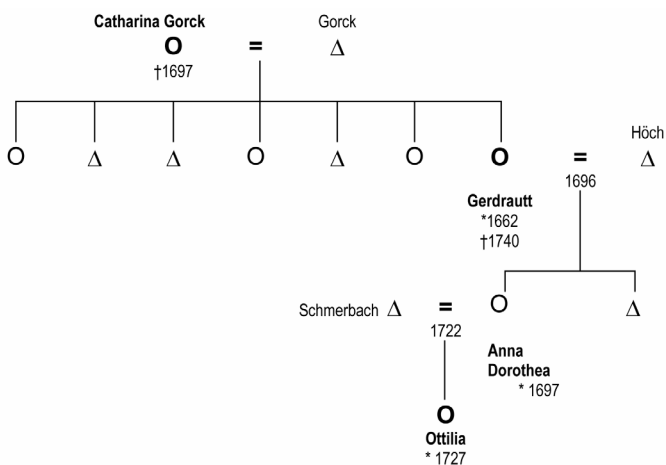 Catharina Gorck
Gorck
O = Δ
†1697
O Δ Δ O Δ O O = Δ
Höch
1696
Gerdrautt
*1662
†1740
Schmerbach Δ = O Δ
1722
Anna
Dorothea
* 1697
O
Ottilia
* 1727